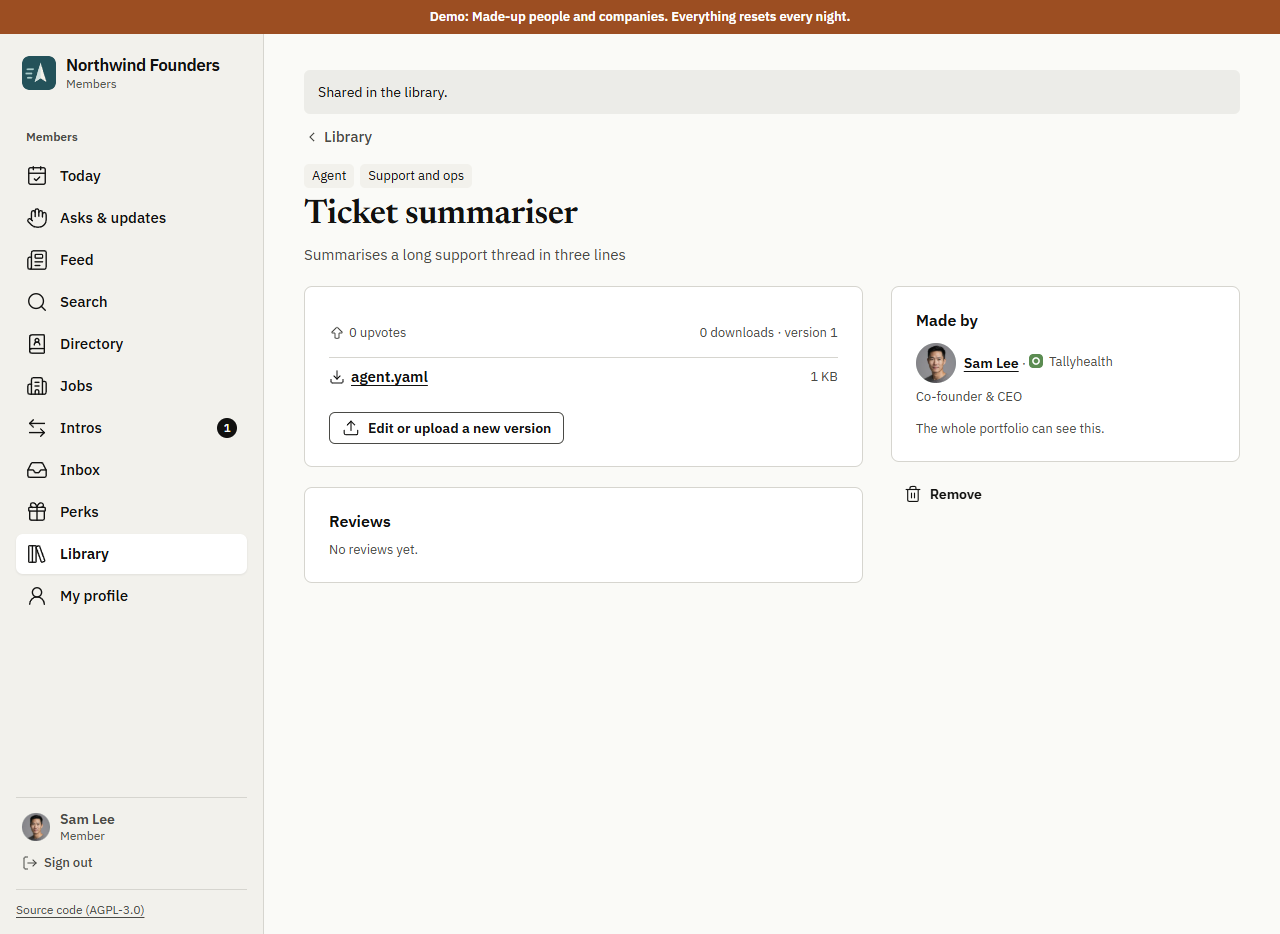 Demo: Made-up people and companies. Everything resets every night.
Northwind Founders
Members
Members
Today
Asks & updates
Feed
Search
Directory
Jobs
Intros 1
Inbox
Perks
Library
My profile
Sam Lee
Member
Sign out
Source code (AGPL-3.0)
Shared in the library.
Library
Agent Support and ops
Ticket summariser
Summarises a long support thread in three lines
0 upvotes 0 downloads · version 1
agent.yaml 1 KB
Edit or upload a new version
Reviews
No reviews yet.
Made by
Sam Lee · Tallyhealth
Co-founder & CEO
The whole portfolio can see this.
Remove